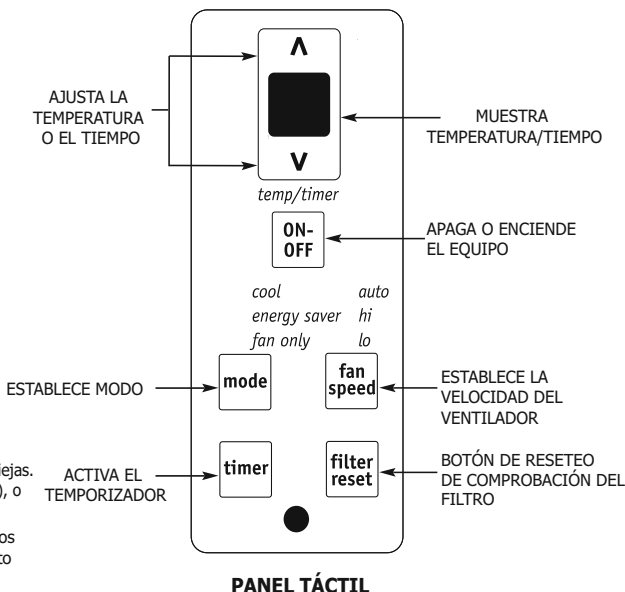 AJUSTA LA
TEMPERATURA
O EL TIEMPO
MUESTRA
TEMPERATURA/TIEMPO
temp/timer
ON-
OFF
APAGA O ENCIENDE
EL EQUIPO
cool
energy saver
fan only
auto
hi
lo
ESTABLECE MODO
mode
fan
speed
ESTABLECE LA
VELOCIDAD DEL
VENTILADOR
ACTIVA EL
TEMPORIZADOR
timer
filter
reset
BOTÓN DE RESETEO
DE COMPROBACIÓN DEL
FILTRO
), o
PANEL TÁCTIL